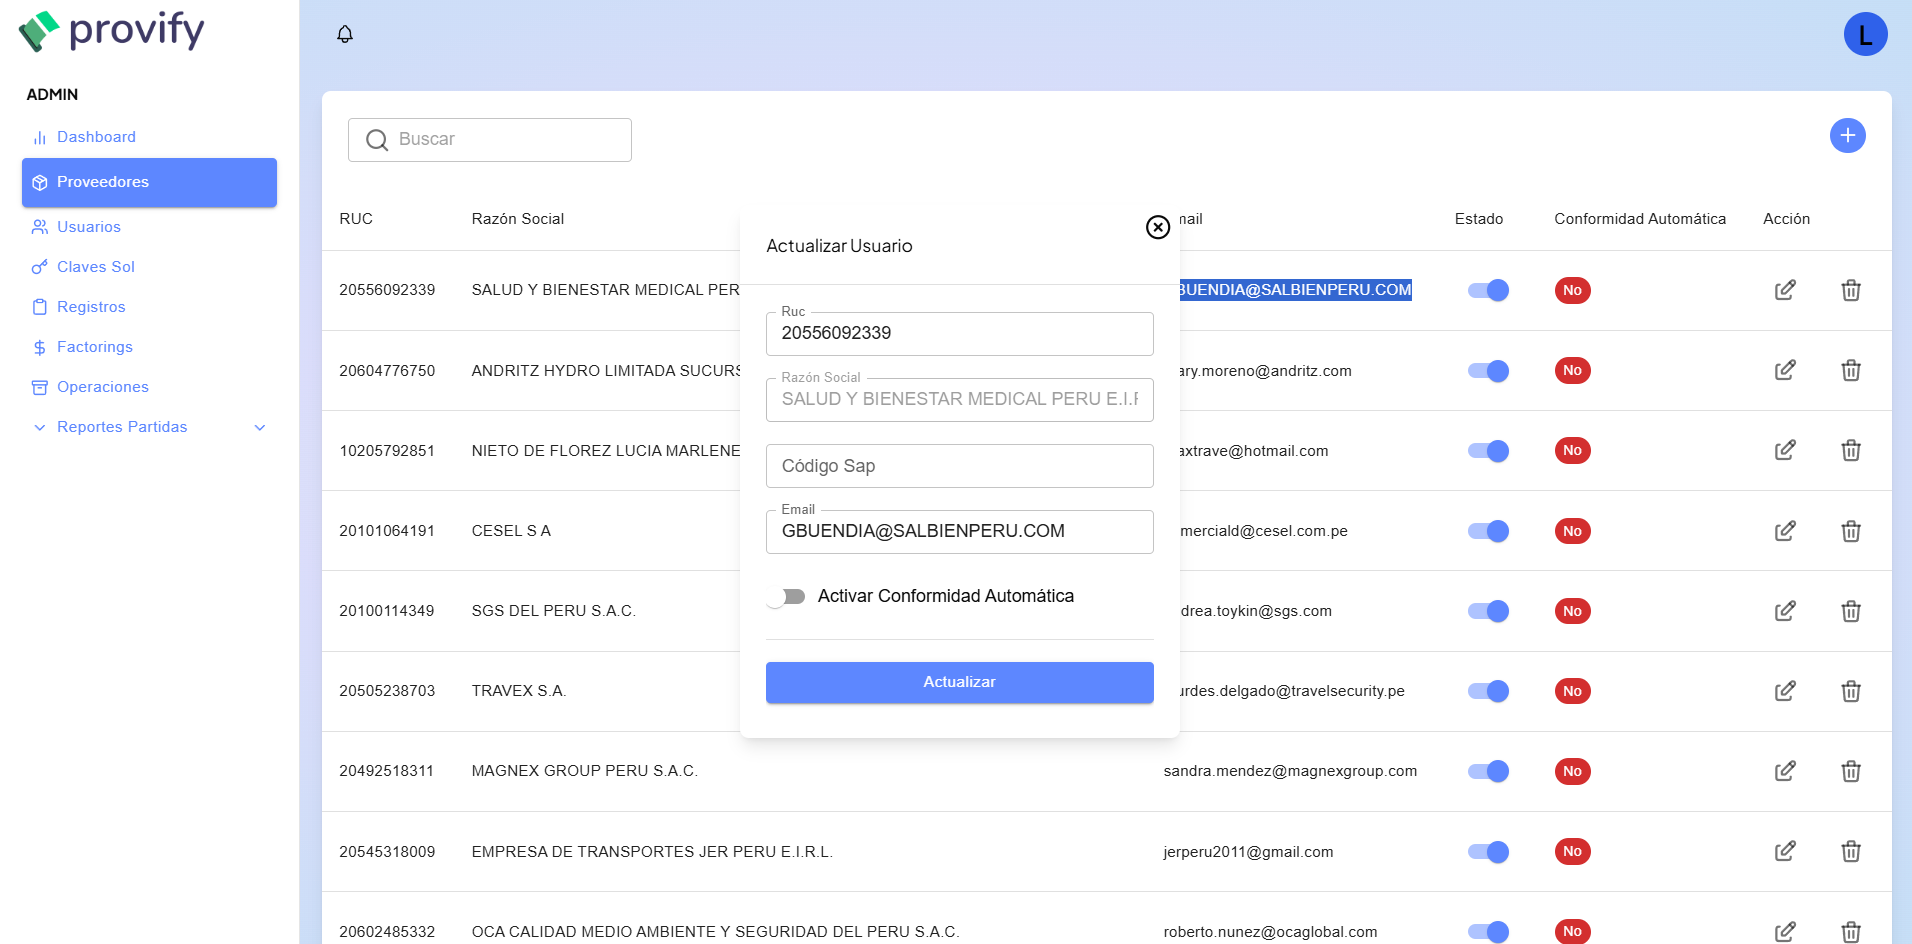 provify
L
ADMIN
Dashboard
Proveedores
Usuarios
Claves Sol
Registros
Factorings
Operaciones
Reportes Partidas
Buscar
RUC Razón Social mail Estado Conformidad Automática Acción
20556092339 SALUD Y BIENESTAR MEDICAL PER BUENDIA@SALBIENPERU.COM No
20604776750 ANDRITZ HYDRO LIMITADA SUCURS ary.moreno@andritz.com No
10205792851 NIETO DE FLOREZ LUCIA MARLENE axtrave@hotmail.com No
20101064191 CESEL S A merciald@cesel.com.pe No
20100114349 SGS DEL PERU S.A.C. drea.toykin@sgs.com No
20505238703 TRAVEX S.A. urdes.delgado@travelsecurity.pe No
20492518311 MAGNEX GROUP PERU S.A.C. sandra.mendez@magnexgroup.com No
20545318009 EMPRESA DE TRANSPORTES JER PERU E.I.R.L. jerperu2011@gmail.com No
20602485332 OCA CALIDAD MEDIO AMBIENTE Y SEGURIDAD DEL PERU S.A.C. roberto.nunez@ocaglobal.com No
Actualizar Usuario
Ruc
20556092339
Razón Social
SALUD Y BIENESTAR MEDICAL PERU E.I.R
Código Sap
Email
GBUENDIA@SALBIENPERU.COM
Activar Conformidad Automática
Actualizar